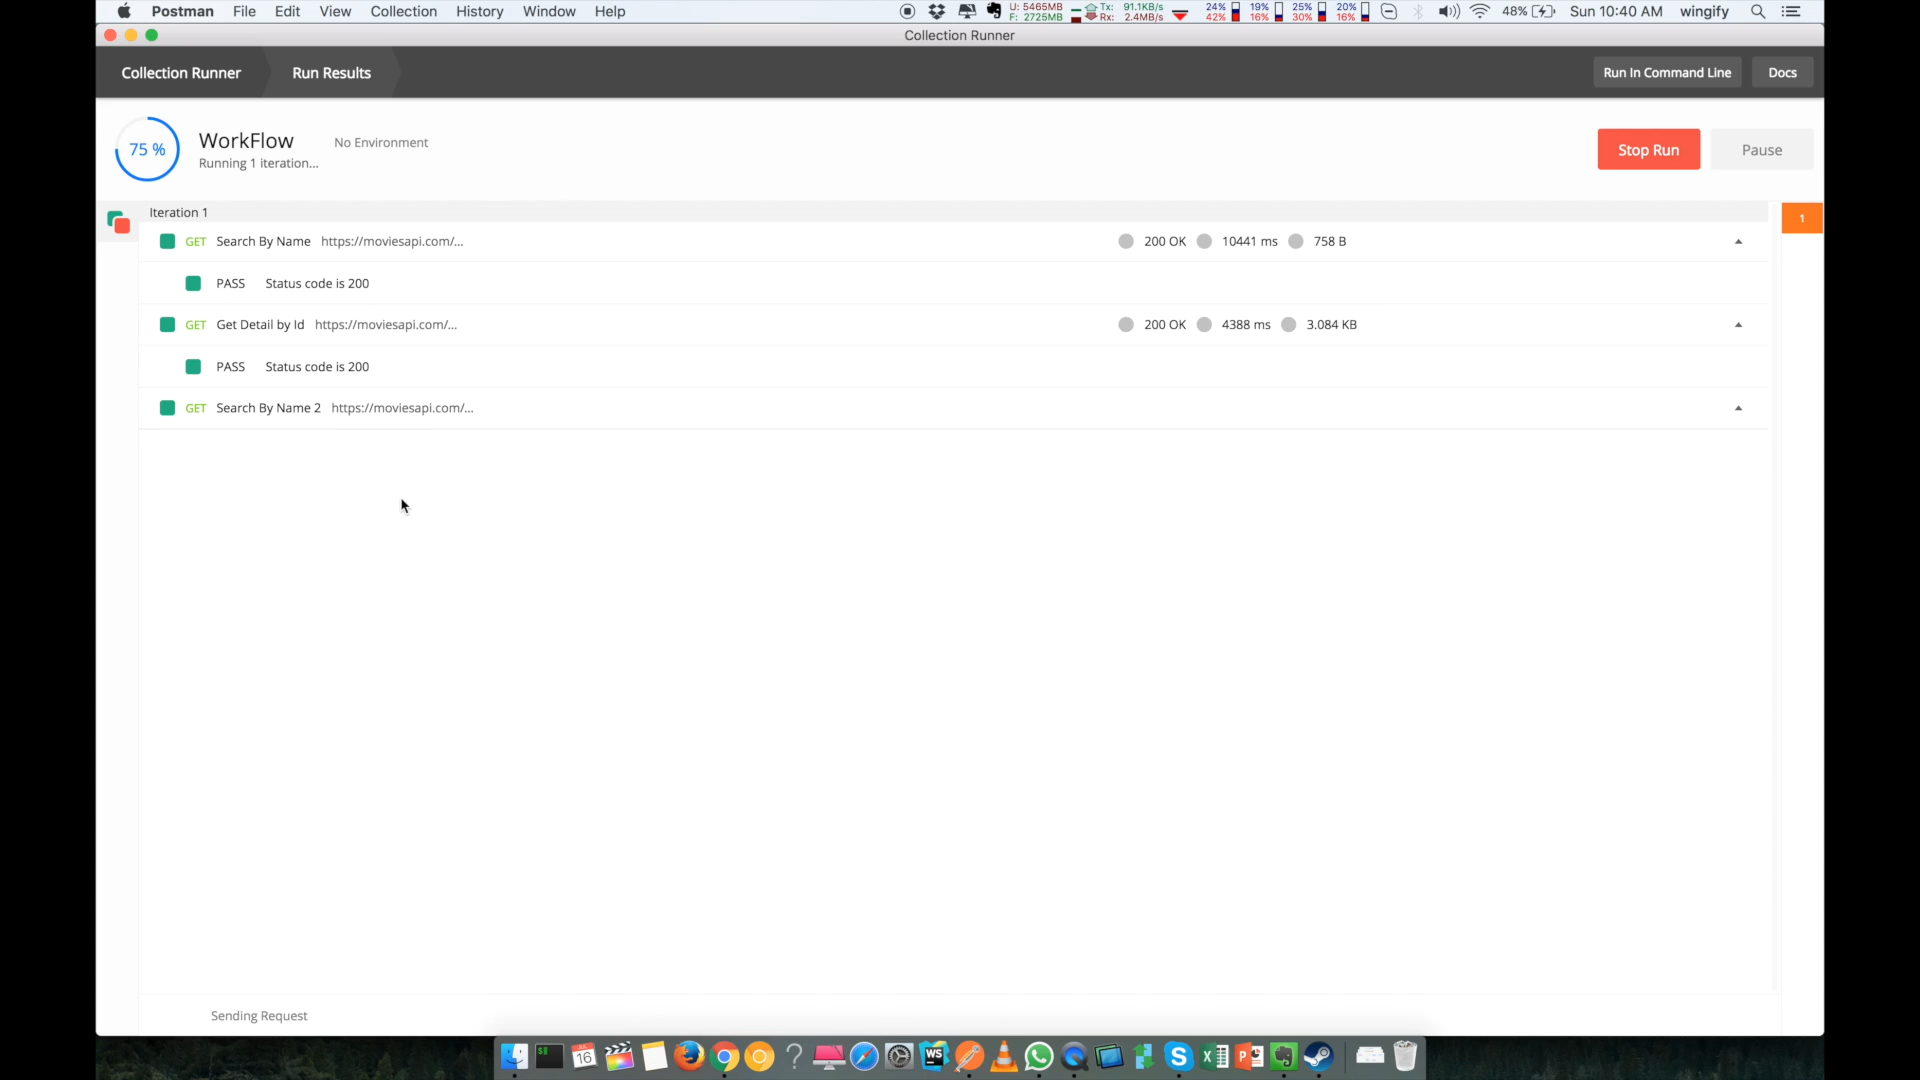 Postman File Edit View Collection History Window Help U: 5465MB F: 2725MB Tx: 91.1KB/s Rx: 2.4MB/s 24% 42% 19% 16% 25% 30% 20% 16% 48% Sun 10:40 AM wingify
Collection Runner
Collection Runner Run Results Run In Command Line Docs
75 % WorkFlow No Environment Stop Run Pause
Running 1 iteration...
Iteration 1 1
GET Search By Name https://moviesapi.com/... 200 OK 10441 ms 758 B
PASS Status code is 200
GET Get Detail by Id https://moviesapi.com/... 200 OK 4388 ms 3.084 KB
PASS Status code is 200
GET Search By Name 2 https://moviesapi.com/...
Sending Request
$$ 16 ? WS